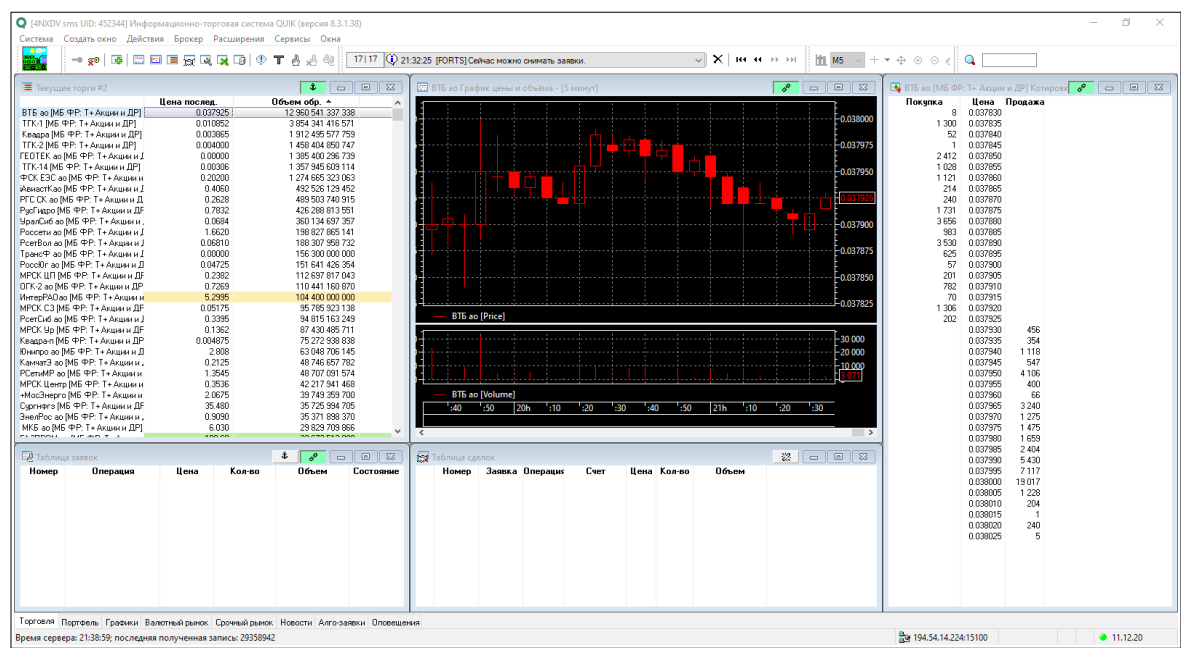 [4NXDV sms UID: 452344] Информационно-торговая система QUIK (версия 8.3.1.38)
Система Создать окно Действия Брокер Расширения Сервисы Окна
17|17 21:32:25 [FORTS] Сейчас можно снимать заявки. M5
Текущие торги #2
Цена послед. Объем обр.
ВТБ ао [МБ ФР: Т+ Акции и ДР] 0.037925 12 960 541 337 338
ТГК-1 [МБ ФР: Т+ Акции и ДР] 0.010852 3 854 341 416 571
Квадра [МБ ФР: Т+ Акции и ДР] 0.003865 1 912 495 577 759
ТГК-2 [МБ ФР: Т+ Акции и ДР] 0.004000 1 458 404 850 747
ГЕОТЕК ао [МБ ФР: Т+ Акции и Д 0.00000 1 385 400 296 739
ТГК-14 [МБ ФР: Т+ Акции и ДР] 0.00306 1 357 945 609 114
ФСК ЕЭС ао [МБ ФР: Т+ Акции и 0.20200 1 274 665 323 063
АвиастКао [МБ ФР: Т+ Акции и Д 0.4060 492 526 129 452
РГС СК ао [МБ ФР: Т+ Акции и Д 0.2628 489 503 740 915
РусГидро [МБ ФР: Т+ Акции и ДР 0.7832 426 288 813 551
УралСиб ао [МБ ФР: Т+ Акции и 0.0684 360 134 697 357
Россети ао [МБ ФР: Т+ Акции и Д 1.6620 198 827 865 141
РсетВол ао [МБ ФР: Т+ Акции и Д 0.06810 188 307 958 732
ТрансФ ао [МБ ФР: Т+ Акции и Д 0.00000 156 300 000 000
РоссЮг ао [МБ ФР: Т+ Акции и Д 0.04725 151 641 426 354
МРСК ЦП [МБ ФР: Т+ Акции и ДР 0.2382 112 697 817 043
ОГК-2 ао [МБ ФР: Т+ Акции и ДР 0.7269 110 441 160 870
ИнтерРАОао [МБ ФР: Т+ Акции и 5.2995 104 400 000 000
МРСК СЗ [МБ ФР: Т+ Акции и ДР 0.05175 95 785 923 138
РсетСиб ао [МБ ФР: Т+ Акции и Д 0.3395 94 815 163 249
МРСК Ур [МБ ФР: Т+ Акции и ДР 0.1362 87 430 485 711
Квадра-п [МБ ФР: Т+ Акции и ДР 0.004875 75 272 938 838
Юнипро ао [МБ ФР: Т+ Акции и Д 2.808 63 048 706 145
КамчатЭ ао [МБ ФР: Т+ Акции и 0.2125 48 746 657 782
РСетиМР ао [МБ ФР: Т+ Акции и 1.3545 48 707 091 574
МРСК Центр [МБ ФР: Т+ Акции и 0.3536 42 217 941 468
+МосЭнерго [МБ ФР: Т+ Акции и 2.0675 39 749 359 700
Сургнфгз [МБ ФР: Т+ Акции и ДР 35.480 35 725 994 705
ЭнелРос ао [МБ ФР: Т+ Акции и 0.9090 35 371 898 370
МКБ ао [МБ ФР: Т+ Акции и ДР] 6.030 29 829 709 866
ВТБ ао График цены и объёма - [5 минут]
0.038000
0.037975
0.037950
0.037925
0.037900
0.037875
0.037850
0.037825
ВТБ ао [Price]
30 000
20 000
10 000
3 071
ВТБ ао [Volume]
':40 ':50 20h ':10 ':20 ':30 ':40 ':50 21h ':10 ':20 ':30
ВТБ ао [МБ ФР: Т+ Акции и ДР] Котировк
Покупка Цена Продажа
8 0.037830
1 300 0.037835
52 0.037840
1 0.037845
2 412 0.037850
1 028 0.037855
1 121 0.037860
214 0.037865
240 0.037870
1 731 0.037875
3 656 0.037880
983 0.037885
3 530 0.037890
625 0.037895
57 0.037900
201 0.037905
782 0.037910
70 0.037915
1 306 0.037920
202 0.037925
0.037930 456
0.037935 354
0.037940 1 118
0.037945 547
0.037950 4 106
0.037955 400
0.037960 66
0.037965 3 240
0.037970 1 275
0.037975 1 475
0.037980 1 659
0.037985 2 404
0.037990 5 430
0.037995 7 117
0.038000 19 017
0.038005 1 228
0.038010 204
0.038015 1
0.038020 240
0.038025 5
Таблица заявок
Номер Операция Цена Кол-во Объем Состояние
Таблица сделок
Номер Заявка Операция Счет Цена Кол-во Объем
Торговля Портфель Графики Валютный рынок Срочный рынок Новости Алго-заявки Оповещения
Время сервера: 21:38:59; последняя полученная запись: 29358942
194.54.14.224:15100 11.12.20